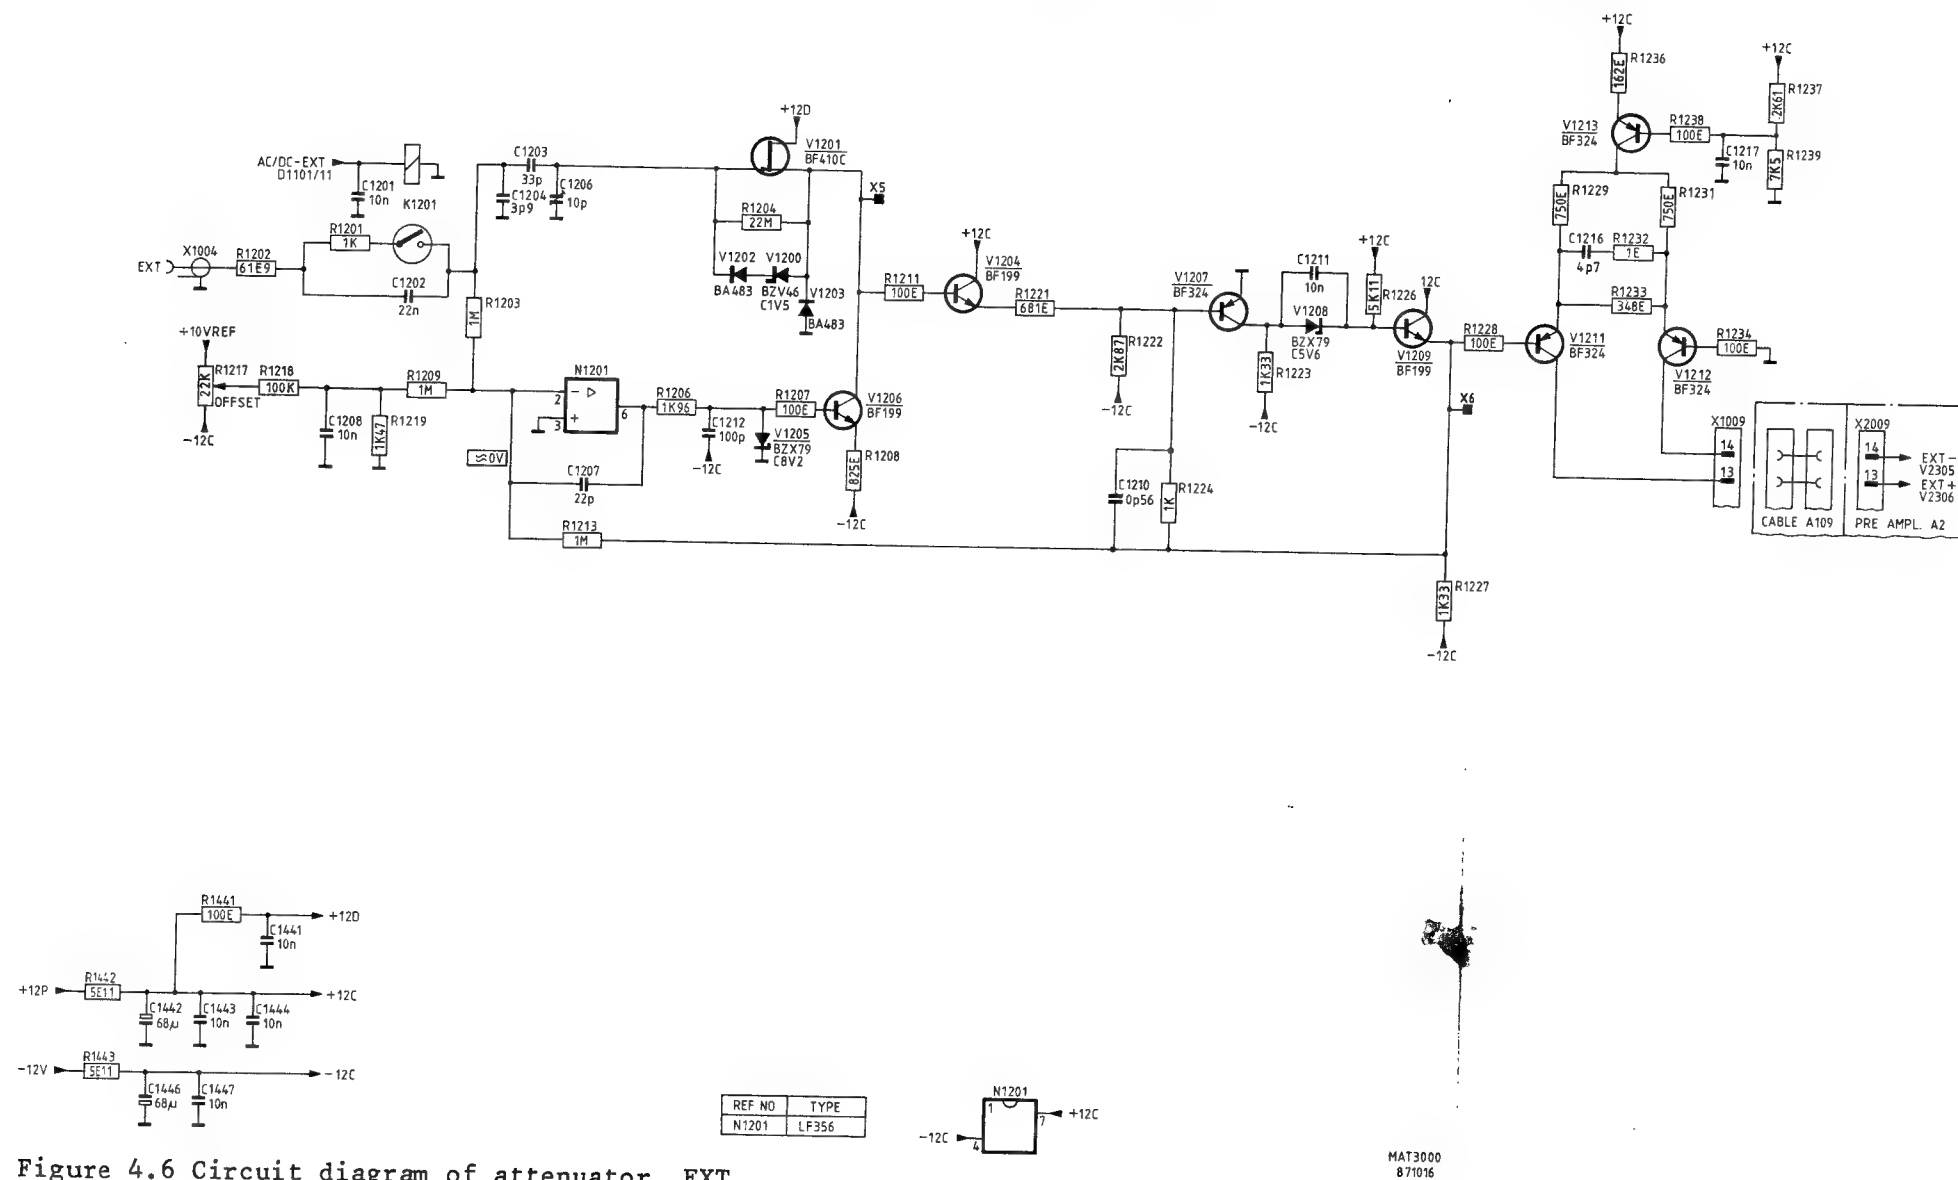 +12C
R1236
162E
+12C
R1237
2K61
V1213
BF324
R1238
100E
C1217
10n
R1239
7K5
+12D
V1201
BF410C
AC/DC-EXT
D1101/11
C1201
10n
K1201
C1203
33p
C1204
3p9
C1206
10p
X5
R1204
22M
R1229
750E
R1231
750E
R1201
1K
X1004
EXT
R1202
61E9
C1202
22n
R1203
1M
V1202
BA483
V1200
BZV46
C1V5
V1203
BA483
+12C
V1204
BF199
R1211
100E
R1221
681E
V1207
BF324
C1211
10n
+12C
R1226
5K11
12C
C1216
4p7
R1232
1E
R1233
348E
V1208
BZX79
C5V6
V1209
BF199
R1228
100E
V1211
BF324
R1234
100E
V1212
BF324
+10VREF
R1217
22K
OFFSET
-12C
R1218
100K
R1209
1M
C1208
10n
R1219
1K47
N1201
-
+
2
3
6
R1206
1K96
R1207
100E
V1206
BF199
C1212
100p
-12C
V1205
BZX79
C8V2
R1208
825E
-12C
R1222
2K87
-12C
R1223
1K33
-12C
X6
≈0V
C1207
22p
R1213
1M
C1210
0p56
R1224
1K
R1227
1K33
-12C
X1009
14
13
CABLE A109
X2009
14
13
EXT-
V2305
EXT+
V2306
PRE AMPL. A2
R1441
100E
+12D
C1441
10n
+12P
R1442
5E11
+12C
C1442
68µ
C1443
10n
C1444
10n
-12V
R1443
5E11
-12C
C1446
68µ
C1447
10n
REF NO TYPE
N1201 LF356
N1201
1
7
+12C
-12C
4
MAT3000
871016
Figure 4.6 Circuit diagram of attenuator EXT